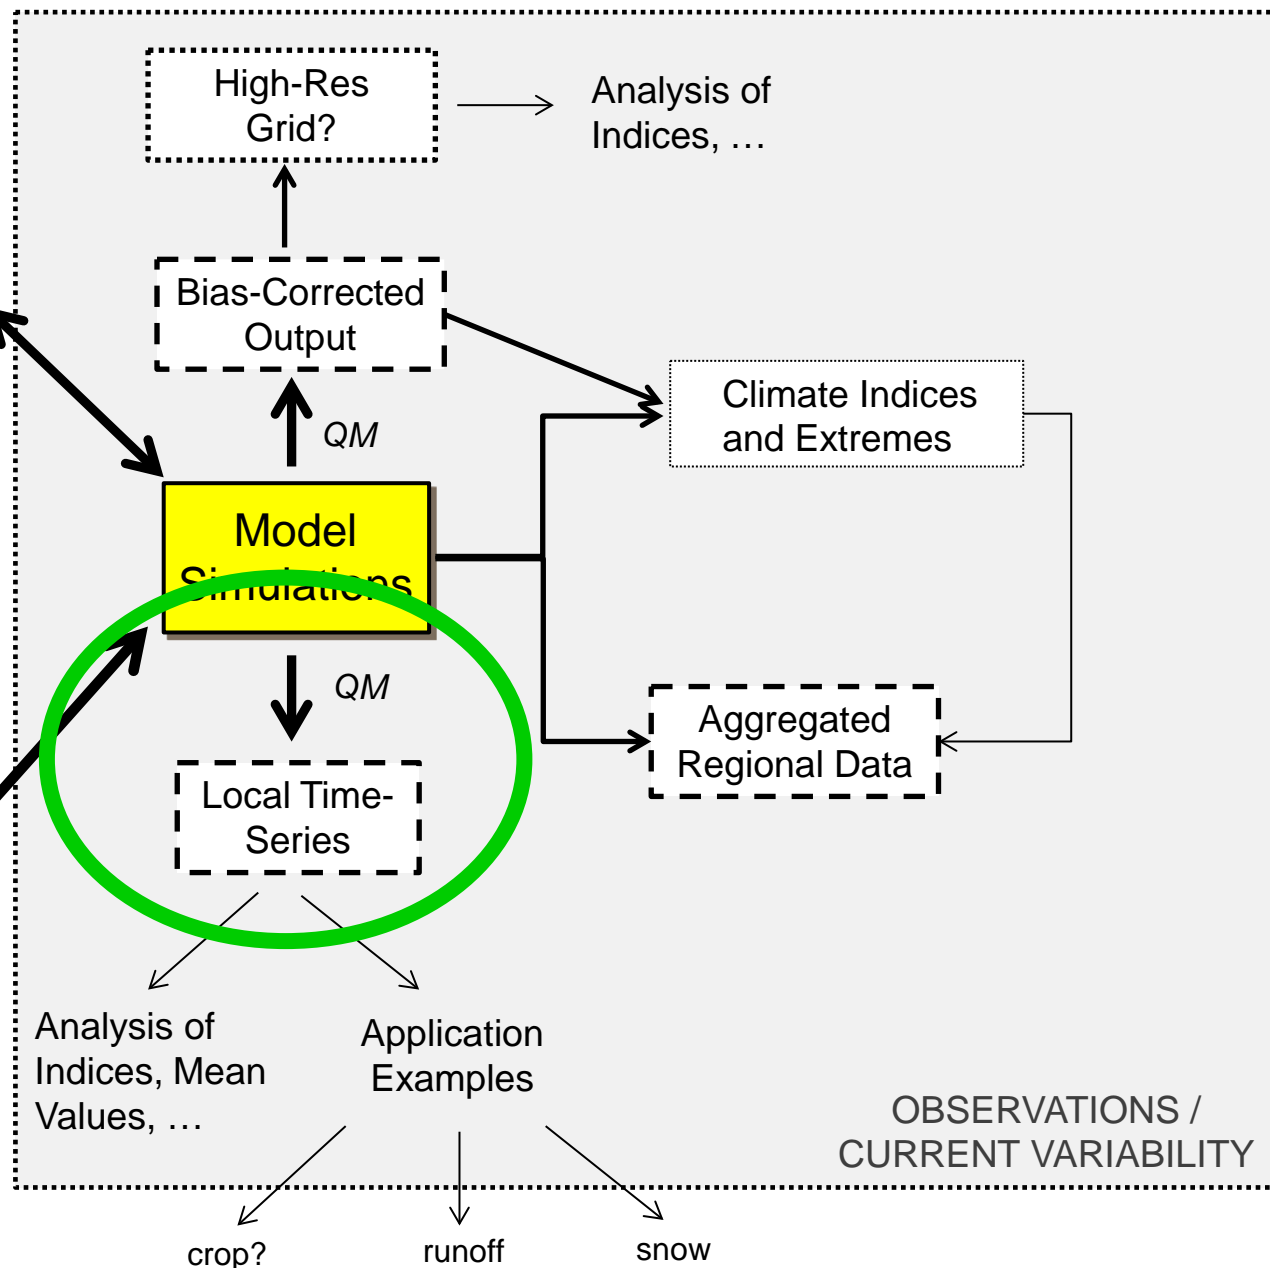 High-Res
Grid?
Analysis of
Indices, …
Bias-Corrected
Output
QM
Climate Indices
and Extremes
Model
Simulations
QM
Aggregated
Regional Data
Local Time-
Series
Analysis of
Indices, Mean
Values, …
Application
Examples
OBSERVATIONS /
CURRENT VARIABILITY
crop?
runoff
snow